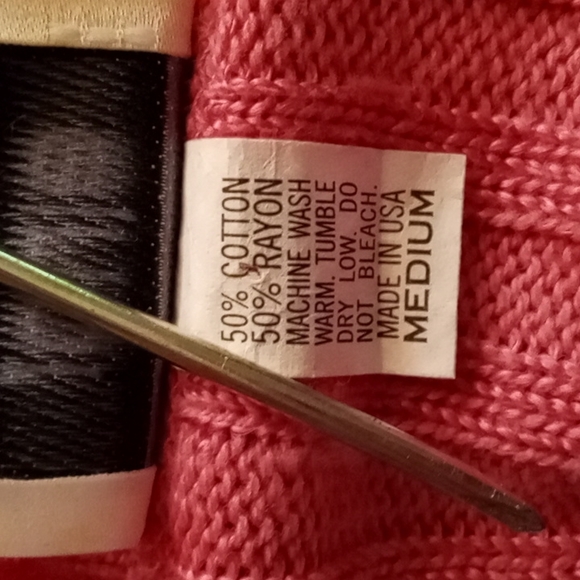 50% COTTON
50% RAYON
MACHINE WASH
WARM. TUMBLE
DRY LOW. DO
NOT BLEACH.
MADE IN USA
MEDIUM